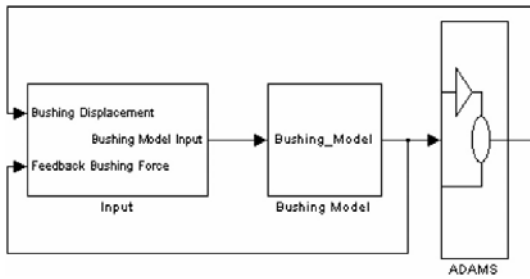 Bushing Displacement
Bushing Model Input
Feedback Bushing Force
Input
Bushing_Model
Bushing Model
ADAMS